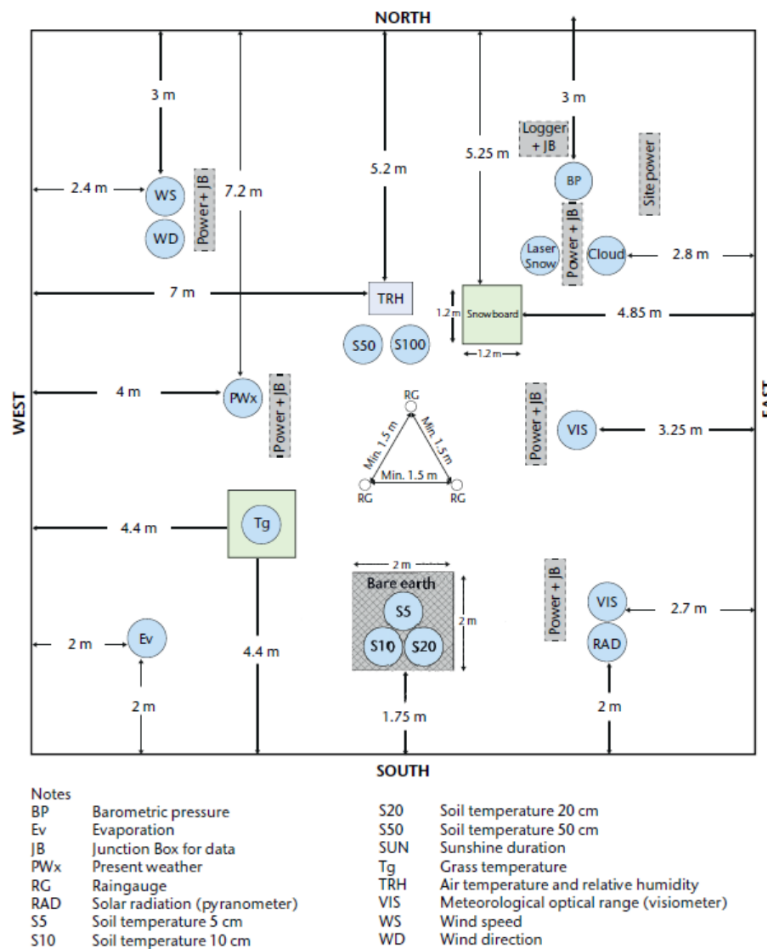 NORTH
3 m
3 m
Logger
+ JB
5.2 m
5.25 m
Site power
7.2 m
2.4 m
WS
Power+ JB
BP
WD
Power + JB
Laser
Snow
Cloud
2.8 m
7 m
TRH
1.2 m
Snowboard
4.85 m
S50
S100
1.2 m
4 m
PWx
Power+ JB
RG
Power + JB
WEST
EAST
VIS
3.25 m
Min. 1.5 m
Min. 1.5 m
Min. 1.5 m
RG
RG
Tg
4.4 m
2 m
Bare earth
Power + JB
S5
VIS
2.7 m
2 m
Ev
2 m
S10
S20
RAD
4.4 m
2 m
1.75 m
2 m
SOUTH
Notes
BP Barometric pressure
Ev Evaporation
JB Junction Box for data
PWx Present weather
RG Raingauge
RAD Solar radiation (pyranometer)
S5 Soil temperature 5 cm
S10 Soil temperature 10 cm
S20 Soil temperature 20 cm
S50 Soil temperature 50 cm
SUN Sunshine duration
Tg Grass temperature
TRH Air temperature and relative humidity
VIS Meteorological optical range (visiometer)
WS Wind speed
WD Wind direction